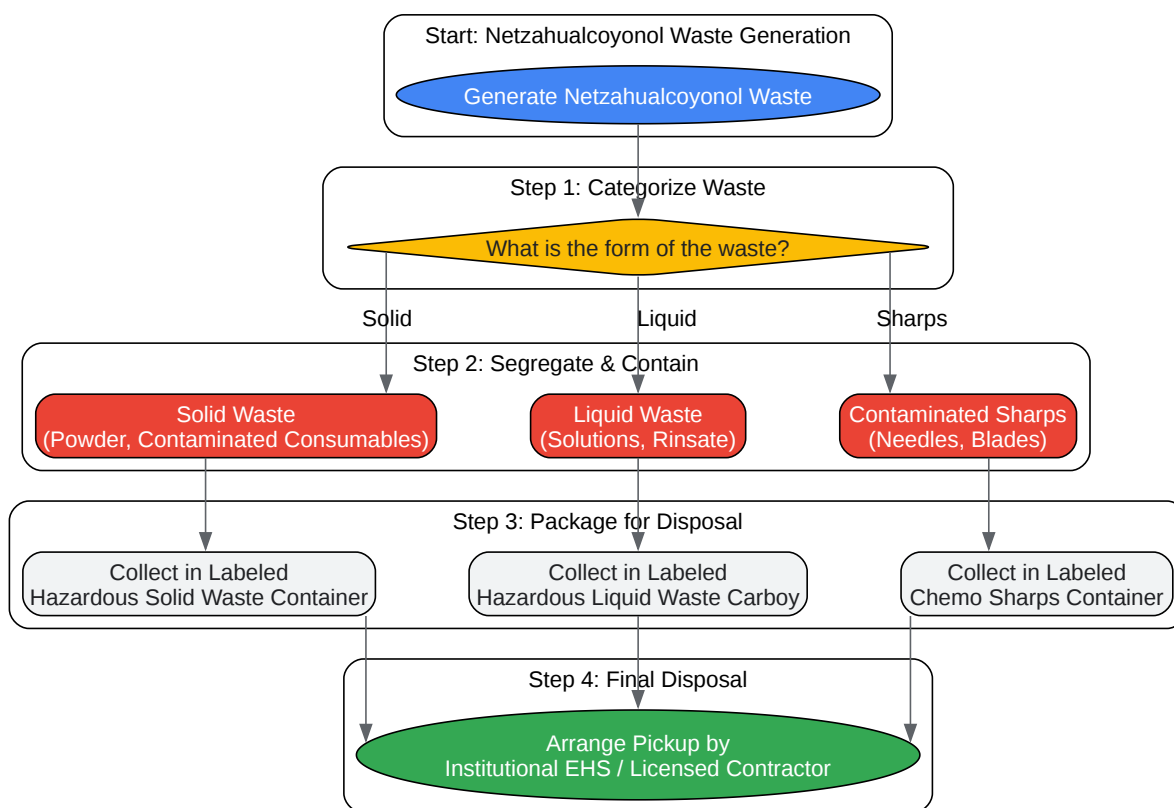 Start: Netzahualcoyonol Waste Generation
Generate Netzahualcoyonol Waste
Step 1: Categorize Waste
What is the form of the waste?
Solid
Liquid
Sharps
Step 2: Segregate & Contain
Solid Waste
(Powder, Contaminated Consumables)
Liquid Waste
(Solutions, Rinsate)
Contaminated Sharps
(Needles, Blades)
Step 3: Package for Disposal
Collect in Labeled
Hazardous Solid Waste Container
Collect in Labeled
Hazardous Liquid Waste Carboy
Collect in Labeled
Chemo Sharps Container
Step 4: Final Disposal
Arrange Pickup by
Institutional EHS / Licensed Contractor